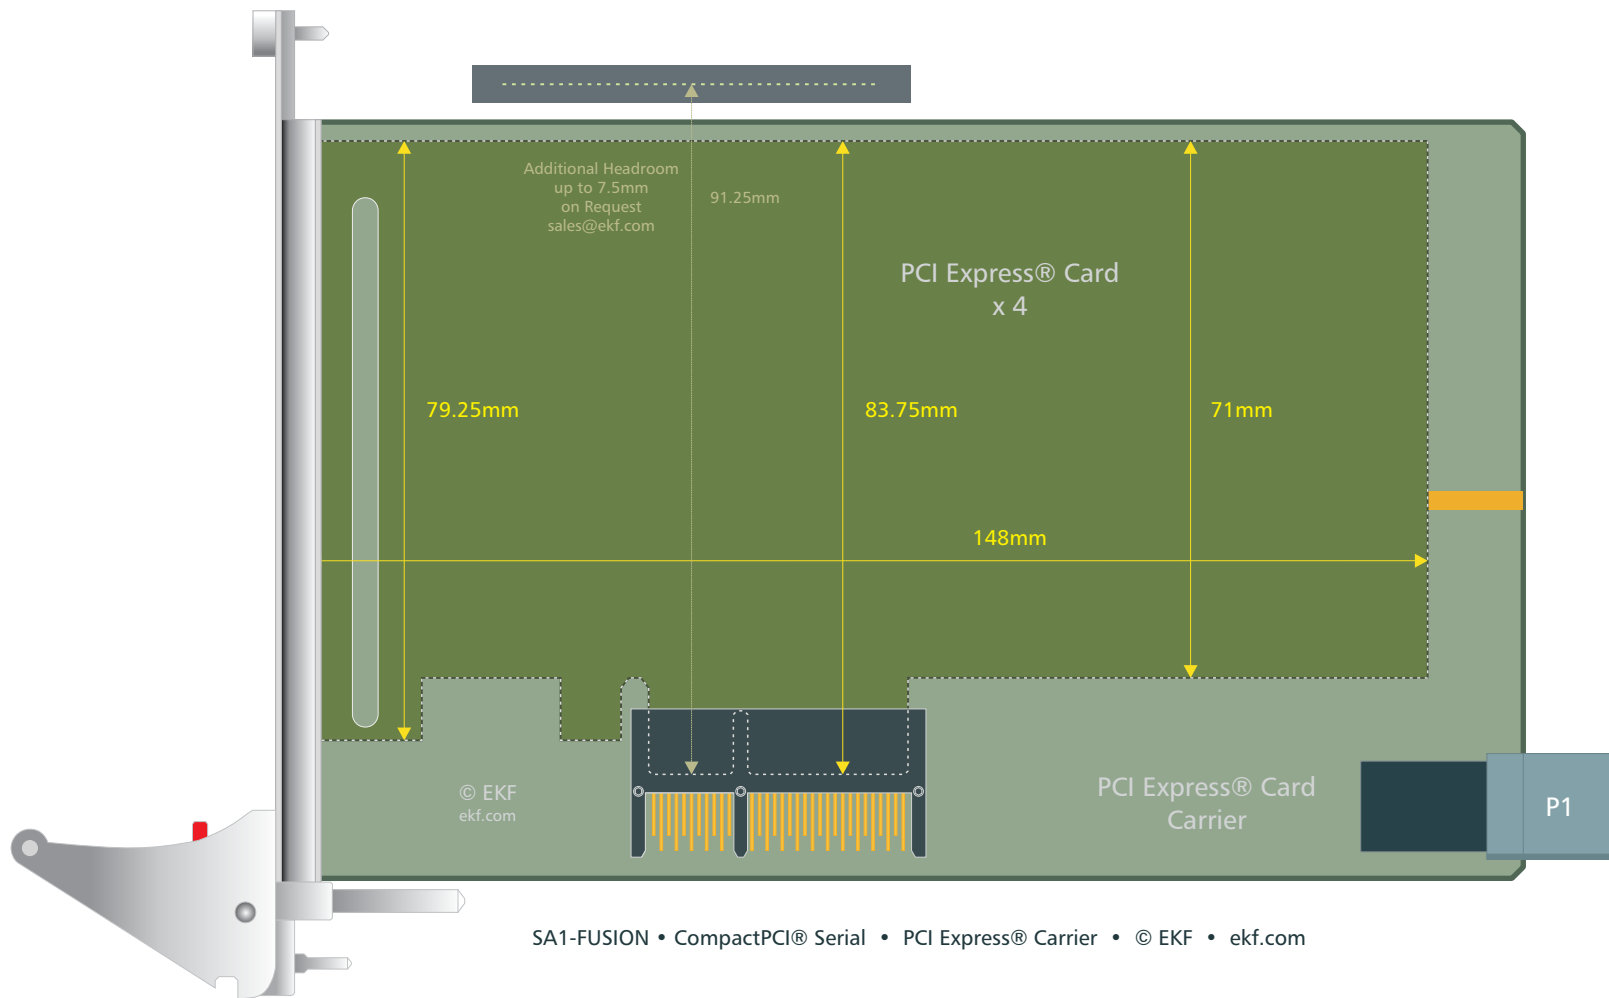 Additional Headroom
up to 7.5mm
on Request
sales@ekf.com
91.25mm
PCI Express® Card
x 4
79.25mm
83.75mm
71mm
148mm
© EKF
ekf.com
PCI Express® Card
Carrier
P1
SA1-FUSION • CompactPCI® Serial • PCI Express® Carrier • © EKF • ekf.com